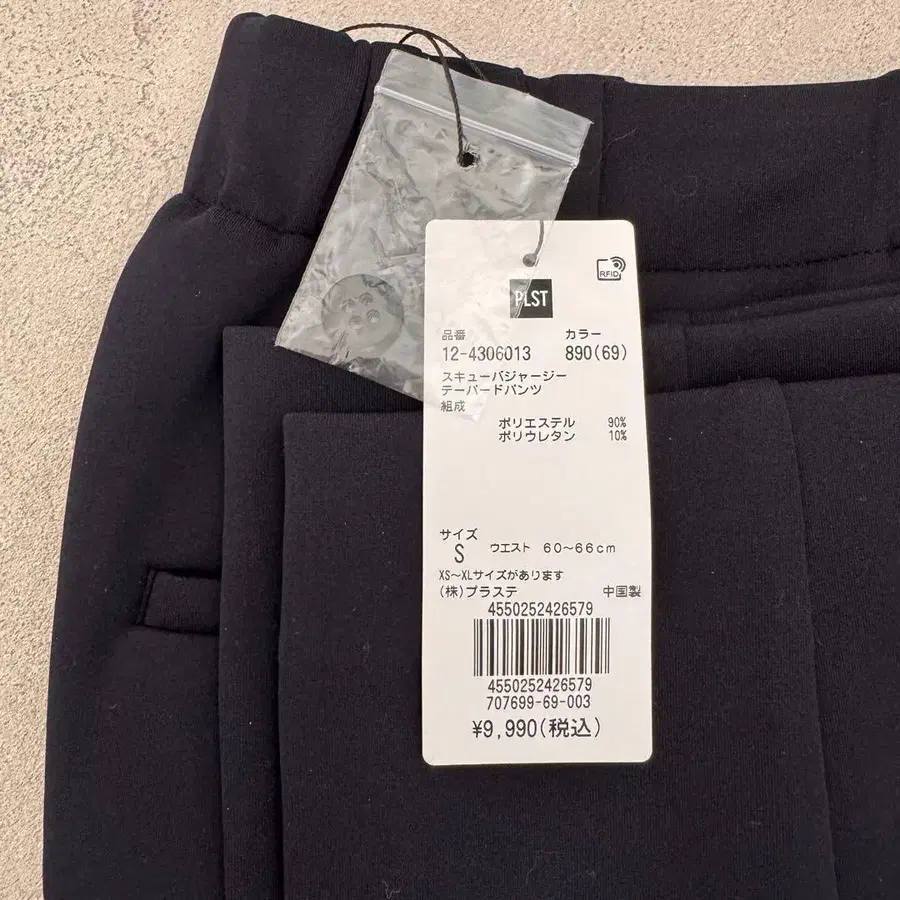 RFID
PLST
品番 カラー
12-4306013 890(69)
スキューバジャージー
テーパードパンツ
組成
ポリエステル 90%
ポリウレタン 10%
サイズ
S ウエスト 60～66cm
XS～XLサイズがあります
(株)プラステ 中国製
4550252426579
4550252426579
707699-69-003
¥9,990(税込)